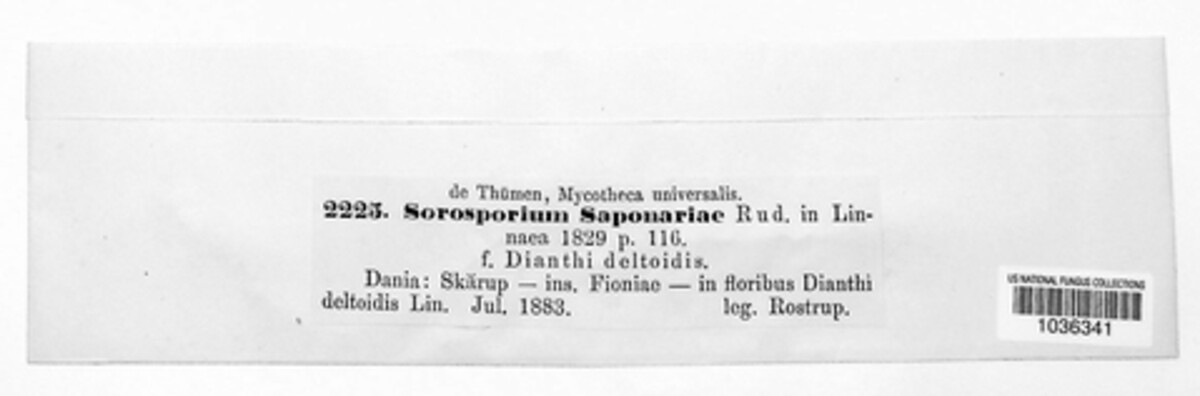 de Thümen, Mycotheca universalis.
2225. Sorosporium Saponariae Rud. in Lin-
naea 1829 p. 116.
f. Dianthi deltoidis.
Dania: Skårup — ins. Fioniae — in floribus Dianthi
deltoidis Lin. Jul. 1883. leg. Rostrup.
US NATIONAL FUNGUS COLLECTIONS
1036341